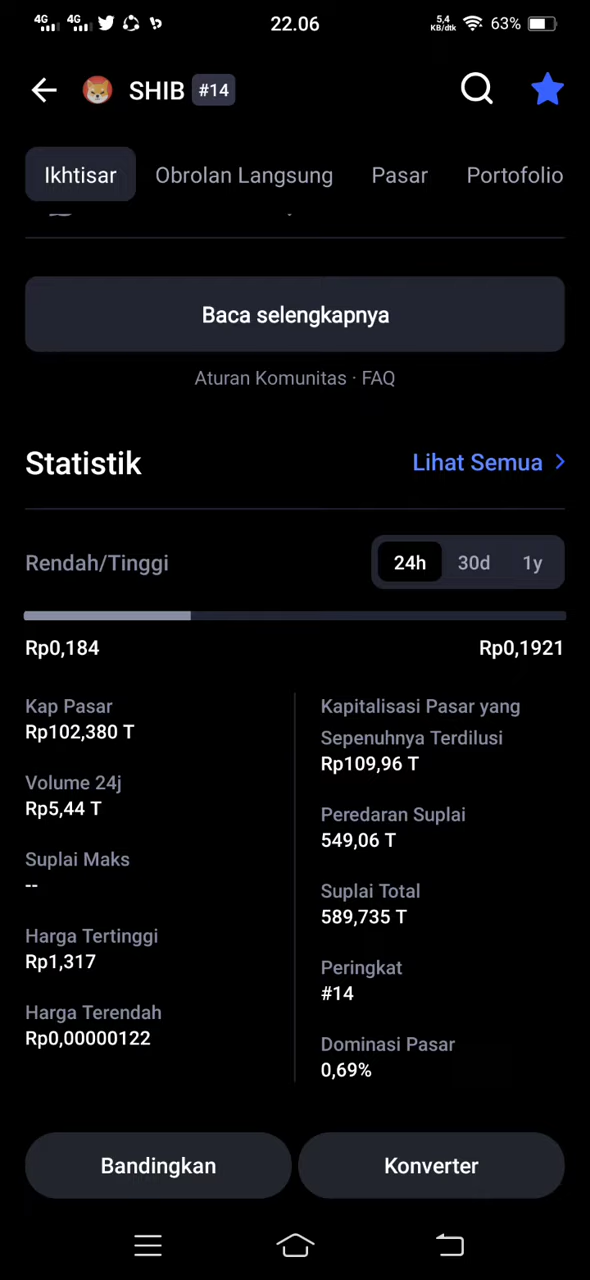 4G 4G 22.06 5,4 KB/dtk 63%
SHIB #14
Ikhtisar Obrolan Langsung Pasar Portofolio
Baca selengkapnya
Aturan Komunitas · FAQ
Statistik Lihat Semua
Rendah/Tinggi 24h 30d 1y
Rp0,184 Rp0,1921
Kap Pasar
Rp102,380 T
Volume 24j
Rp5,44 T
Suplai Maks
--
Harga Tertinggi
Rp1,317
Harga Terendah
Rp0,00000122
Kapitalisasi Pasar yang
Sepenuhnya Terdilusi
Rp109,96 T
Peredaran Suplai
549,06 T
Suplai Total
589,735 T
Peringkat
#14
Dominasi Pasar
0,69%
Bandingkan Konverter